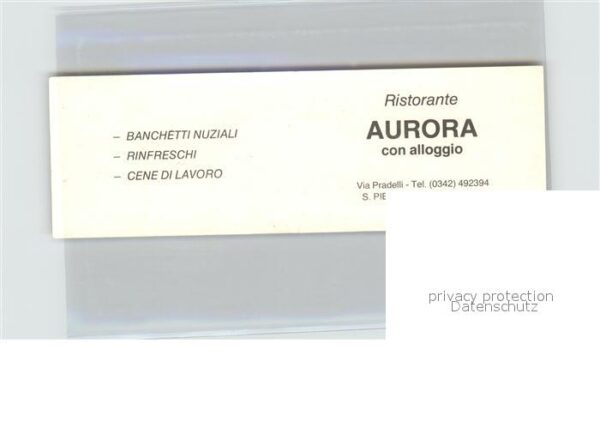 Ristorante
AURORA
con alloggio
– BANCHETTI NUZIALI
– RINFRESCHI
– CENE DI LAVORO
Via Pradelli - Tel. (0342) 492394
S.
privacy protection
Datenschutz